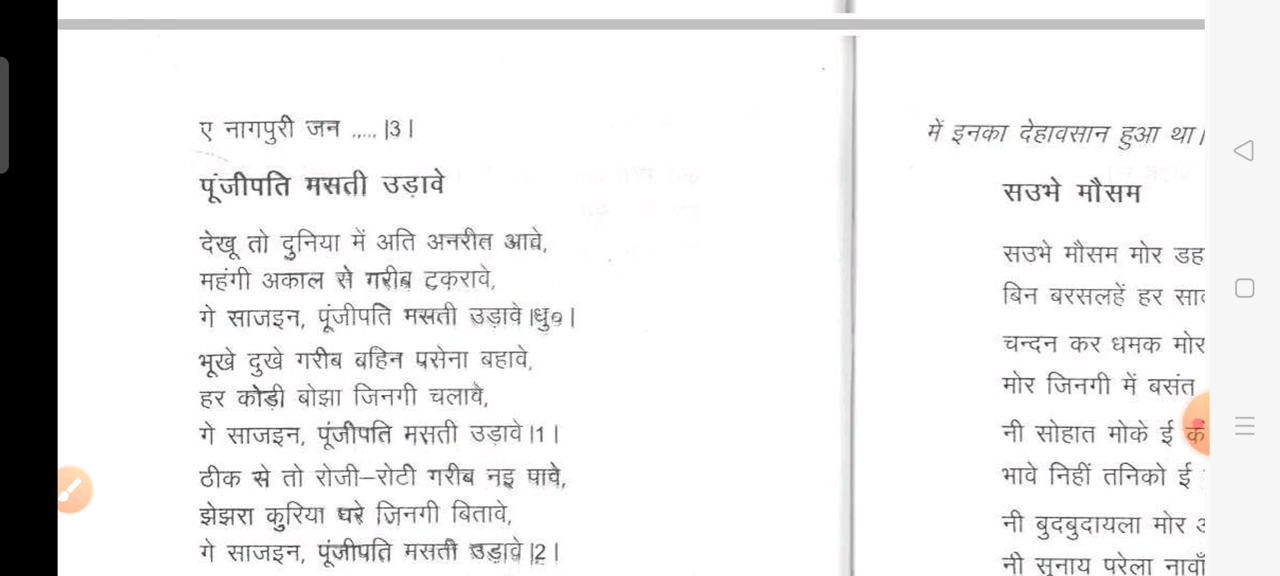 ए नागपुरी जन ..... |3|
पूंजीपति मसती उड़ावे
देखू तो दुनिया में अति अनरीत आवे,
महंगी अकाल से गरीब टकरावे,
गे साजइन, पूंजीपति मसती उड़ावे |धु०|
भूखे दुखे गरीब बहिन पसेना बहावे,
हर कोड़ी बोझा जिनगी चलावे,
गे साजइन, पूंजीपति मसती उड़ावे |1|
ठीक से तो रोजी–रोटी गरीब नइ पावे,
झेझरा कुरिया घरे जिनगी बितावे,
गे साजइन, पूंजीपति मसती उड़ावे |2|
में इनका देहावसान हुआ था।
सउभे मौसम
सउभे मौसम मोर डह
बिन बरसलहें हर
चन्दन कर धमक मोर
मोर जिनगी में बसंत
नी सोहात मोके ई
भावे निहीं तनिको ई
नी बुदबुदायला मोर
नी सुनाय परेला नावाँ